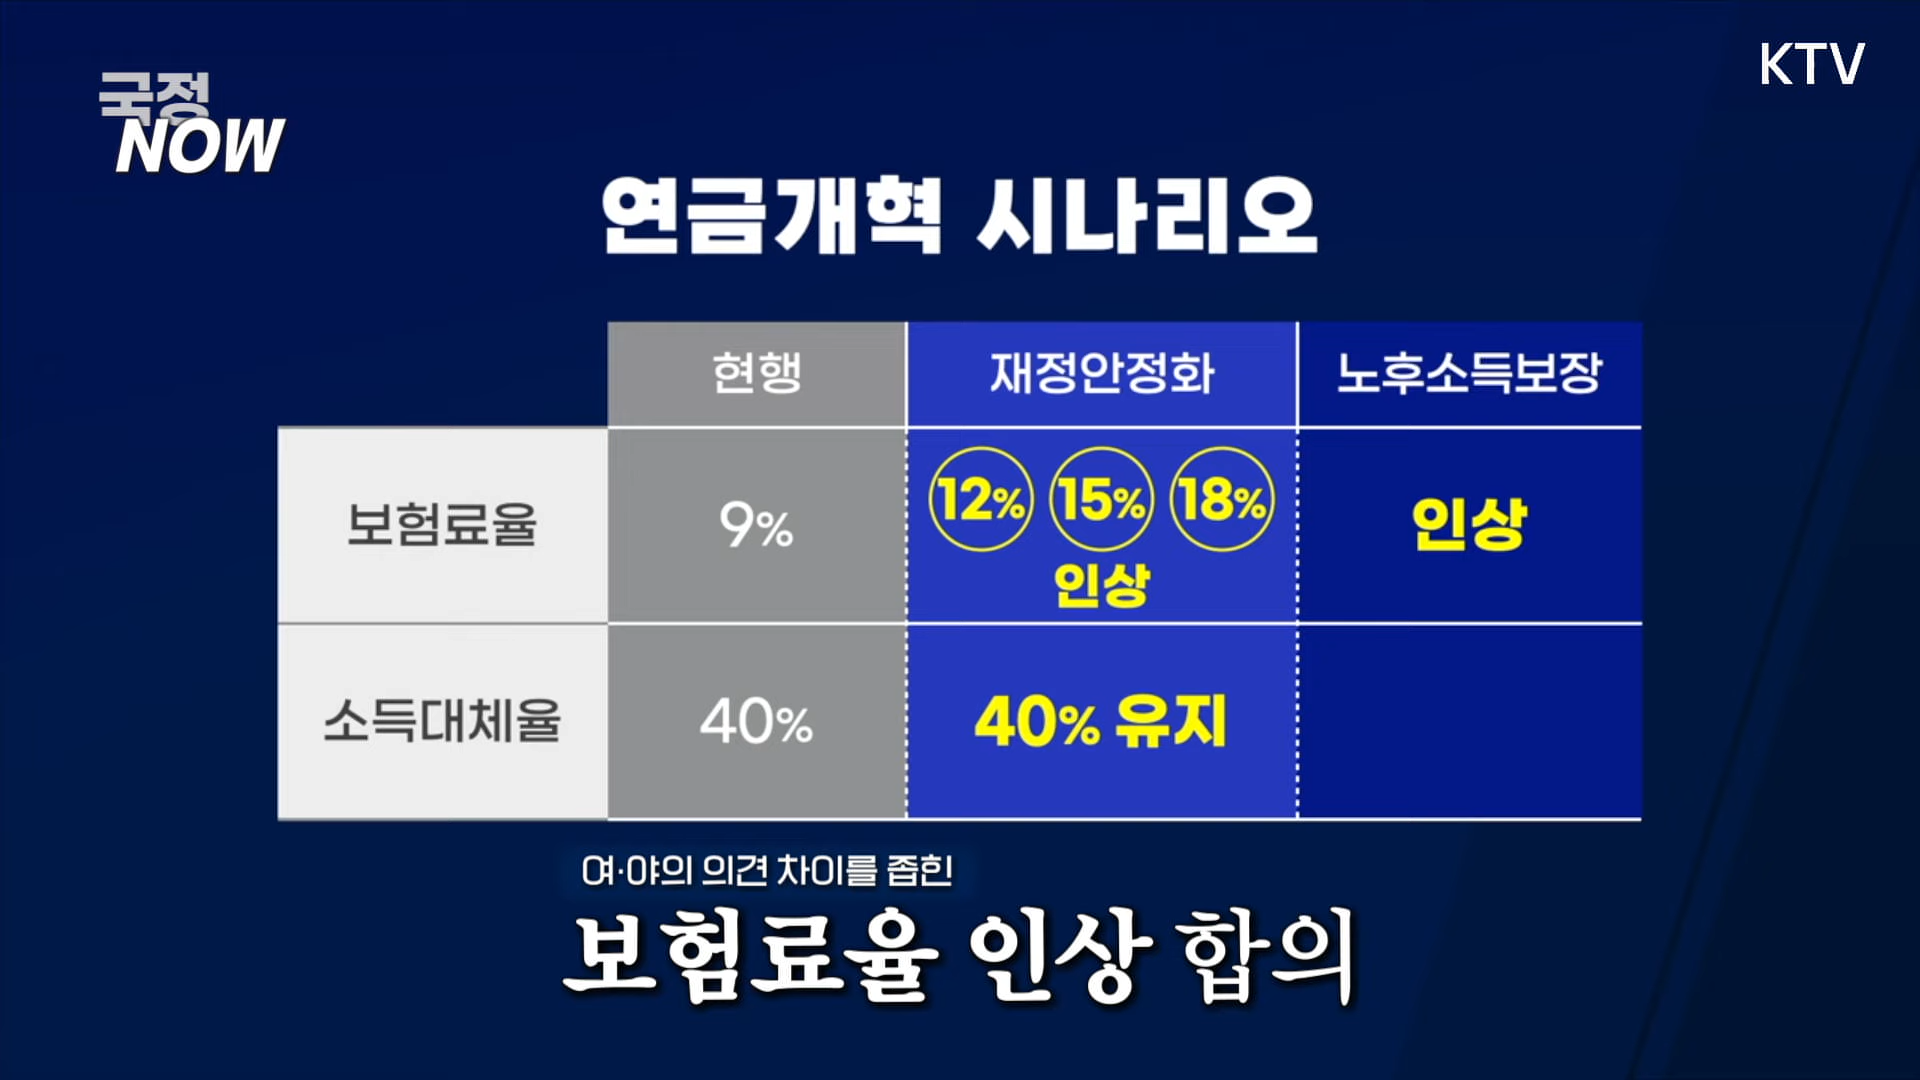 KTV
국정
NOW
연금개혁 시나리오
현행 재정안정화 노후소득보장
보험료율 9% 12% 15% 18% 인상 인상
소득대체율 40% 40% 유지
여·야의 의견 차이를 좁힌
보험료율 인상 합의